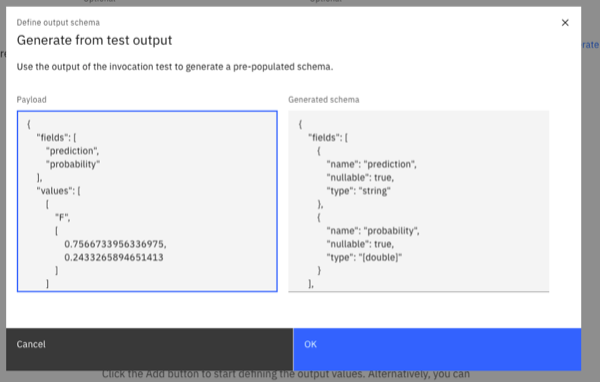 Define output schema
Generate from test output
Use the output of the invocation test to generate a pre-populated schema.
Payload
{
"fields": [
"prediction",
"probability"
],
"values": [
[
"F",
[
0.7566733956336975,
0.2433265894651413
]
]
Generated schema
{
"fields": [
{
"name": "prediction",
"nullable": true,
"type": "string"
},
{
"name": "probability",
"nullable": true,
"type": "[double]"
}
],
rate
Cancel
OK
Click the Add button to start defining the output values. Alternatively, you can